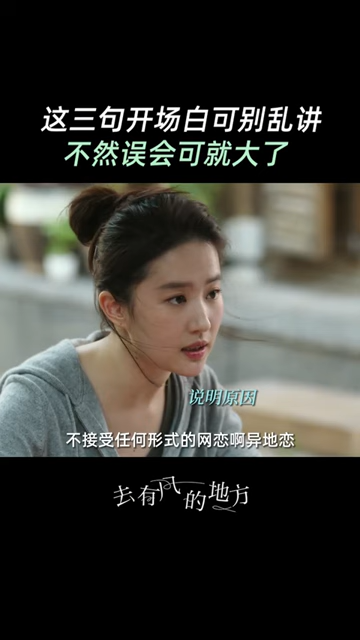 这三句开场白可别乱讲
不然误会可就大了
说明原因
不接受任何形式的网恋啊异地恋
去有风的地方